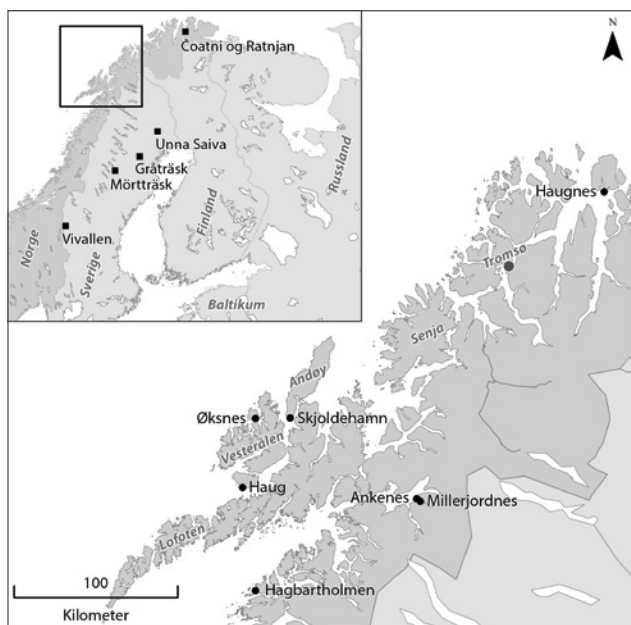 N
Čoatni og Ratnjan
Unna Saiva
Gråträsk
Mörtträsk
Vivallen
Norge
Sverige
Finland
Russland
Baltikum
Haugnes
Tromsø
Senja
Andøy
Øksnes
Skjoldehamn
Vesterålen
Haug
Ankenes
Millerjordnes
Lofoten
100
Kilometer
Hagbartholmen